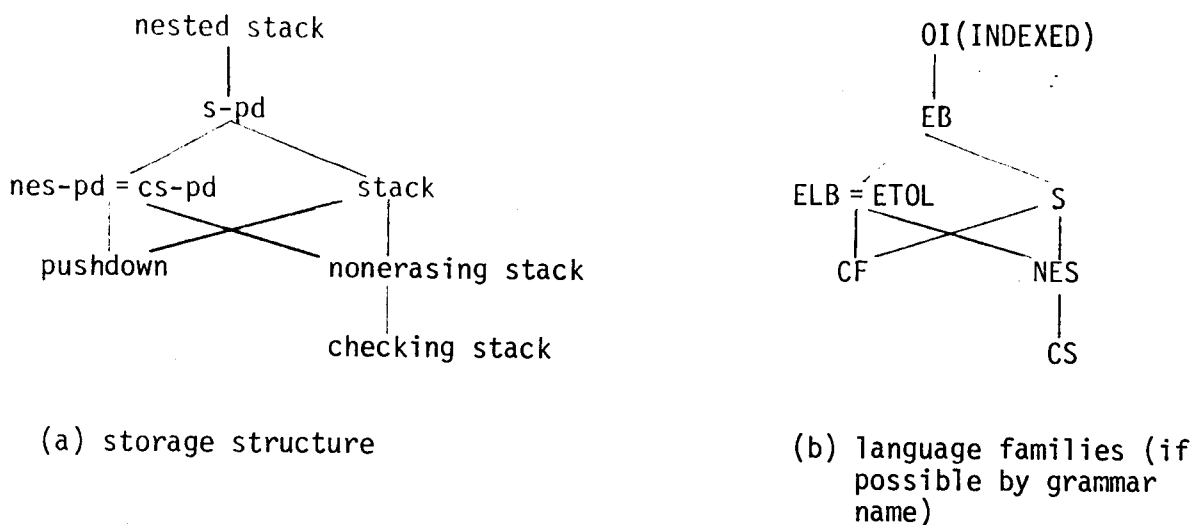 nested stack
s-pd
nes-pd = cs-pd
stack
pushdown
nonerasing stack
checking stack
(a) storage structure
OI(INDEXED)
EB
ELB = ETOL
S
CF
NES
CS
(b) language families (if
possible by grammar
name)